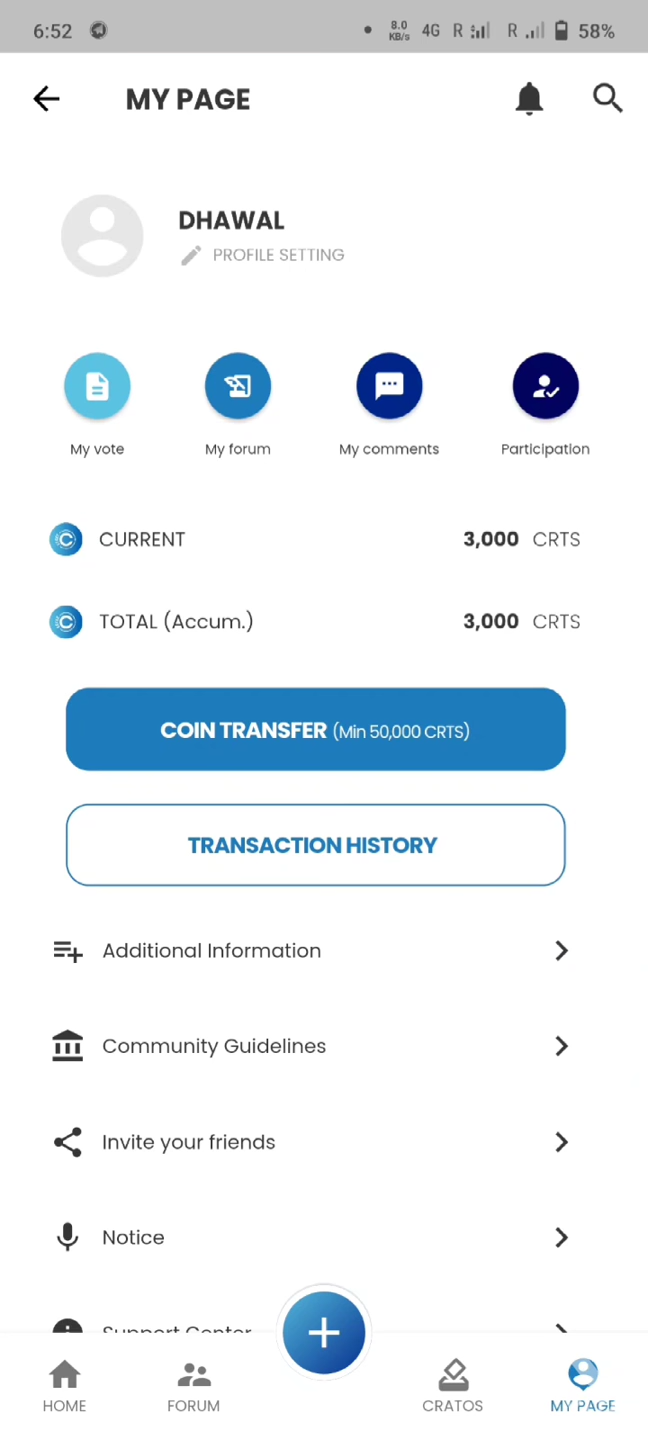 6:52 8.0 KB/s 4G R R 58%
MY PAGE
DHAWAL
PROFILE SETTING
My vote My forum My comments Participation
CURRENT 3,000 CRTS
TOTAL (Accum.) 3,000 CRTS
COIN TRANSFER (Min 50,000 CRTS)
TRANSACTION HISTORY
Additional Information
Community Guidelines
Invite your friends
Notice
Support Center
HOME FORUM CRATOS MY PAGE